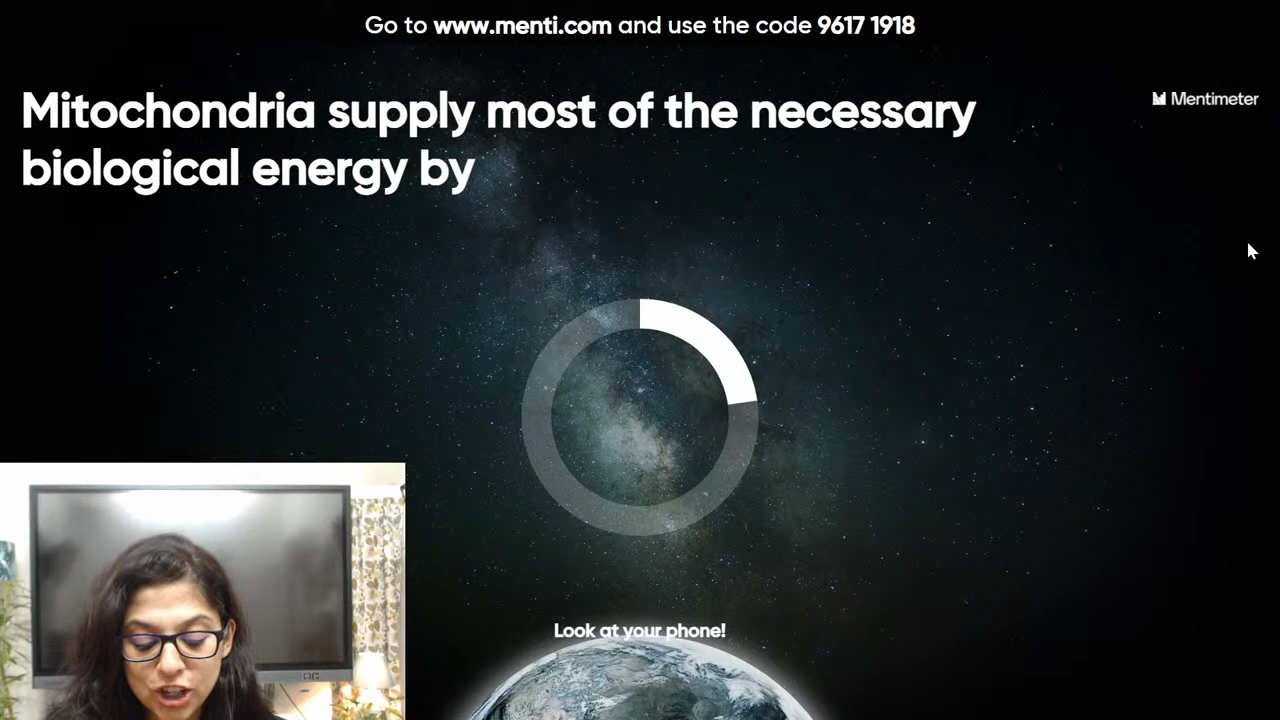 Go to www.menti.com and use the code 9617 1918
Mitochondria supply most of the necessary
biological energy by
Mentimeter
Look at your phone!